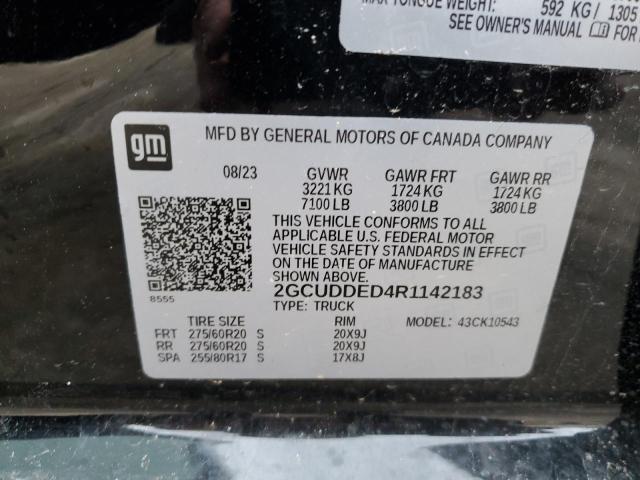 MAX TONGUE WEIGHT: 592 KG / 1305
SEE OWNER'S MANUAL FOR
gm
MFD BY GENERAL MOTORS OF CANADA COMPANY
08/23 GVWR GAWR FRT GAWR RR
3221 KG 1724 KG 1724 KG
7100 LB 3800 LB 3800 LB
THIS VEHICLE CONFORMS TO ALL
APPLICABLE U.S. FEDERAL MOTOR
VEHICLE SAFETY STANDARDS IN EFFECT
ON THE DATE OF MANUFACTURE
SHOWN ABOVE.
8555
2GCUDDED4R1142183
TYPE: TRUCK
TIRE SIZE RIM MODEL: 43CK10543
FRT 275/60R20 S 20X9J
RR 275/60R20 S 20X9J
SPA 255/80R17 S 17X8J